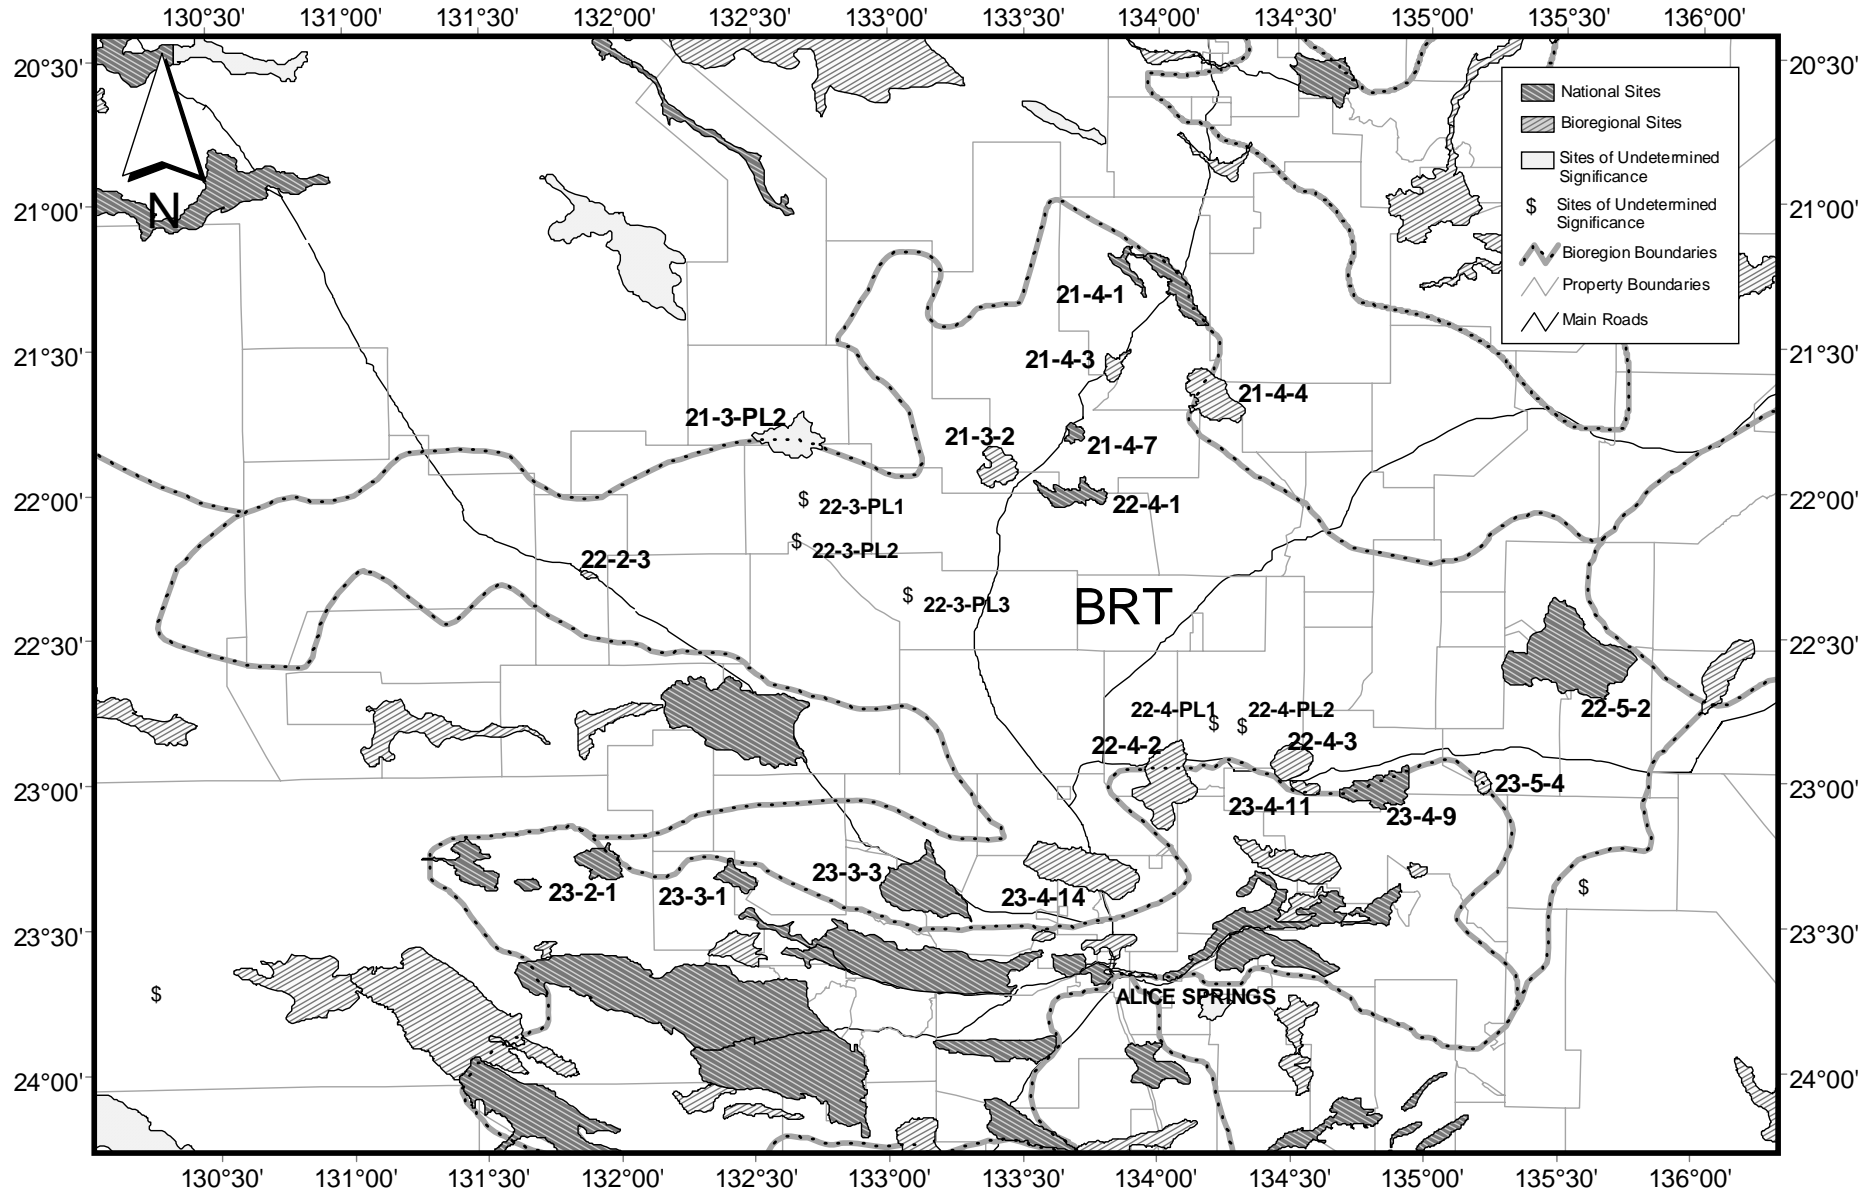 130°30' 131°00' 131°30' 132°00' 132°30' 133°00' 133°30' 134°00' 134°30' 135°00' 135°30' 136°00'
20°30' 20°30'
National Sites
Bioregional Sites
Sites of Undetermined
Significance
$ Sites of Undetermined
Significance
Bioregion Boundaries
Property Boundaries
Main Roads
N
21°00' 21°00'
21-4-1
21°30' 21°30'
21-4-3
21-4-4
21-3-PL2
21-3-2
21-4-7
22°00' 22°00'
$ 22-3-PL1
22-4-1
$ 22-3-PL2
22-2-3
$ 22-3-PL3
BRT
22°30' 22°30'
22-5-2
22-4-PL1 $
$ 22-4-PL2
22-4-2
22-4-3
23°00' 23°00'
23-5-4
23-4-11
23-4-9
23-3-3
23-2-1
23-3-1
23-4-14
$
23°30' 23°30'
$
ALICE SPRINGS
24°00' 24°00'
130°30' 131°00' 131°30' 132°00' 132°30' 133°00' 133°30' 134°00' 134°30' 135°00' 135°30' 136°00'